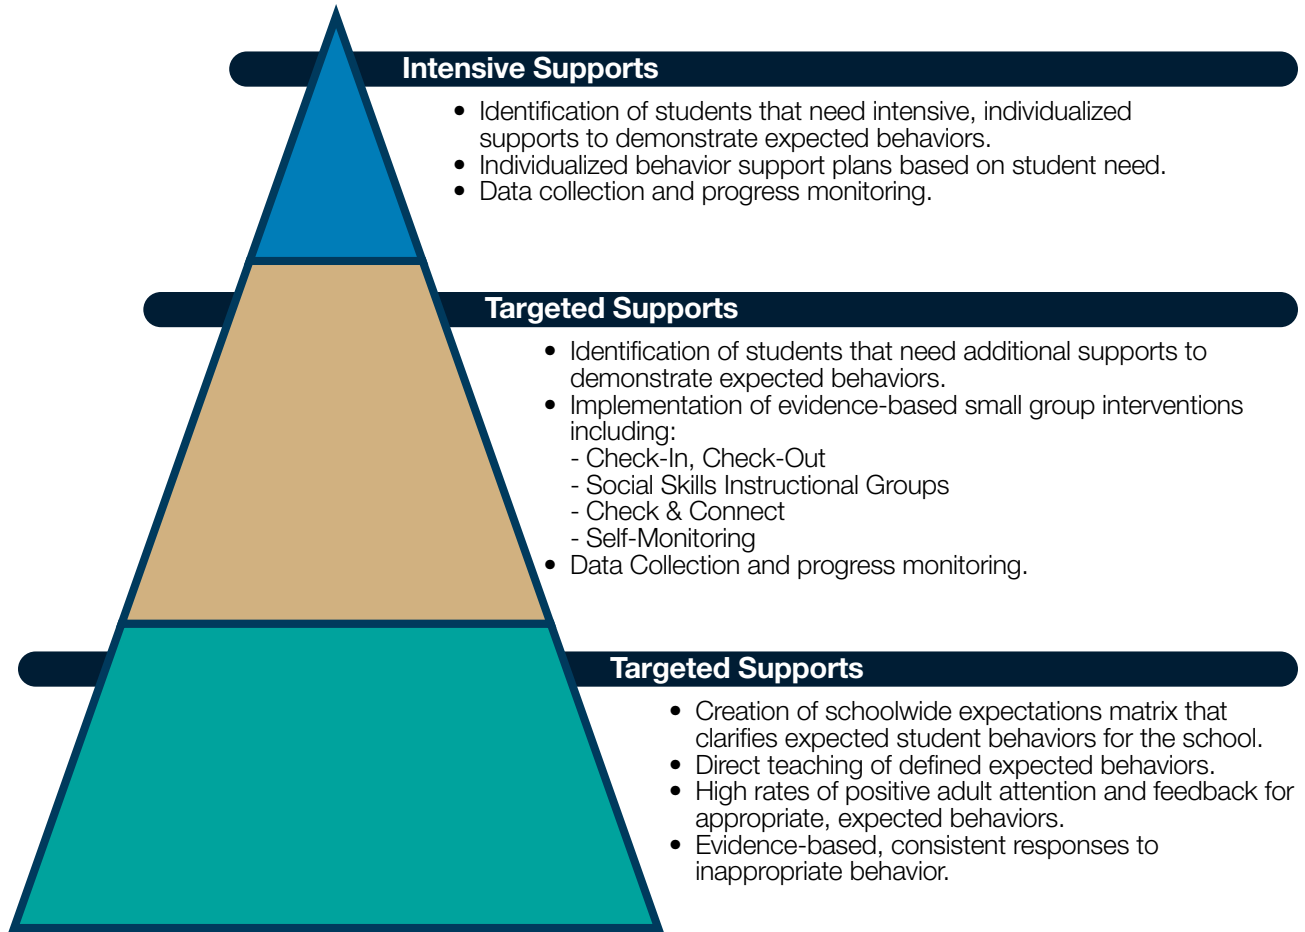 Intensive Supports
• Identification of students that need intensive, individualized
supports to demonstrate expected behaviors.
• Individualized behavior support plans based on student need.
• Data collection and progress monitoring.
Targeted Supports
• Identification of students that need additional supports to
demonstrate expected behaviors.
• Implementation of evidence-based small group interventions
including:
- Check-In, Check-Out
- Social Skills Instructional Groups
- Check & Connect
- Self-Monitoring
• Data Collection and progress monitoring.
Targeted Supports
• Creation of schoolwide expectations matrix that
clarifies expected student behaviors for the school.
• Direct teaching of defined expected behaviors.
• High rates of positive adult attention and feedback for
appropriate, expected behaviors.
• Evidence-based, consistent responses to
inappropriate behavior.